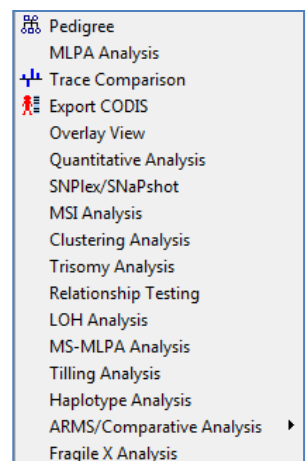 Pedigree
MLPA Analysis
Trace Comparison
Export CODIS
Overlay View
Quantitative Analysis
SNPlex/SNaPshot
MSI Analysis
Clustering Analysis
Trisomy Analysis
Relationship Testing
LOH Analysis
MS-MLPA Analysis
Tilling Analysis
Haplotype Analysis
ARMS/Comparative Analysis
Fragile X Analysis